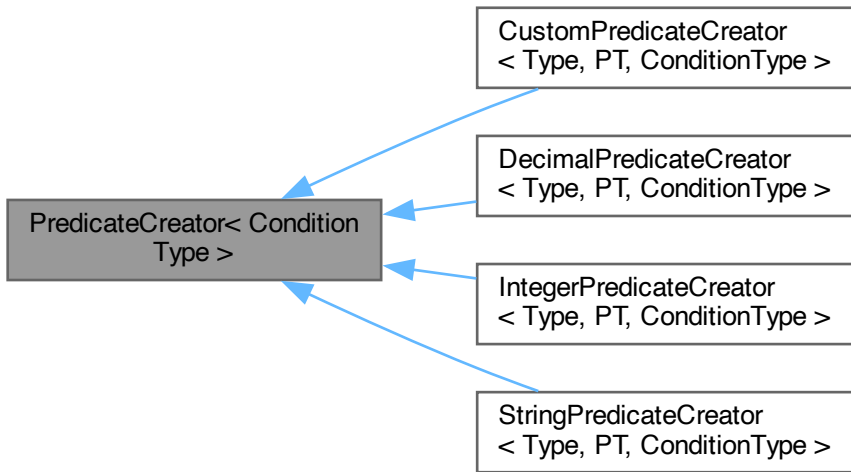 CustomPredicateCreator
< Type, PT, ConditionType >
DecimalPredicateCreator
< Type, PT, ConditionType >
PredicateCreator< Condition
Type >
IntegerPredicateCreator
< Type, PT, ConditionType >
StringPredicateCreator
< Type, PT, ConditionType >